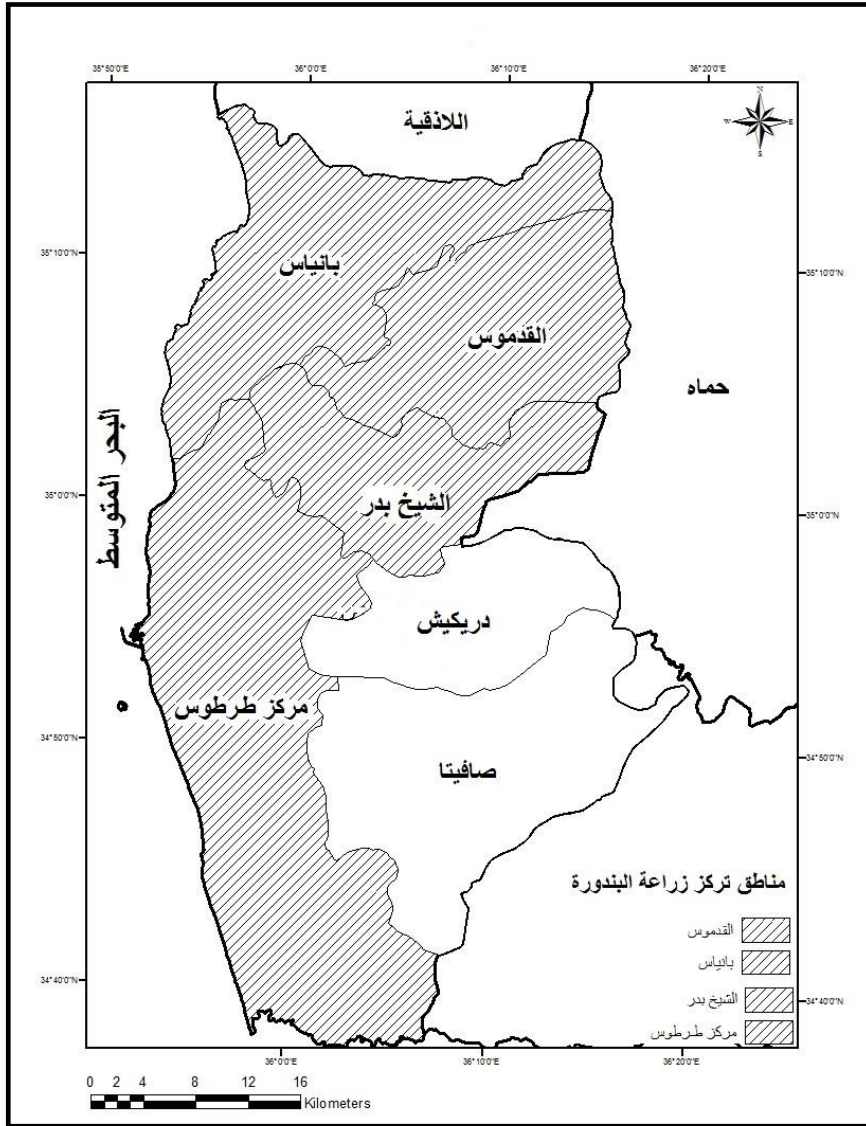 35°50'0"E
36°0'0"E
36°10'0"E
36°20'0"E
اللاذقية
N
W
E
S
35°10'0"N
بانياس
35°10'0"N
القدموس
حماه
البحر المتوسط
35°0'0"N
الشيخ بدر
35°0'0"N
دريكيش
مركز طرطوس
34°50'0"N
34°50'0"N
صافيتا
مناطق تركز زراعة البندورة
القدموس
بانياس
الشيخ بدر
مركز طرطوس
34°40'0"N
34°40'0"N
36°0'0"E
36°10'0"E
36°20'0"E
0 2 4 8 12 16
Kilometers